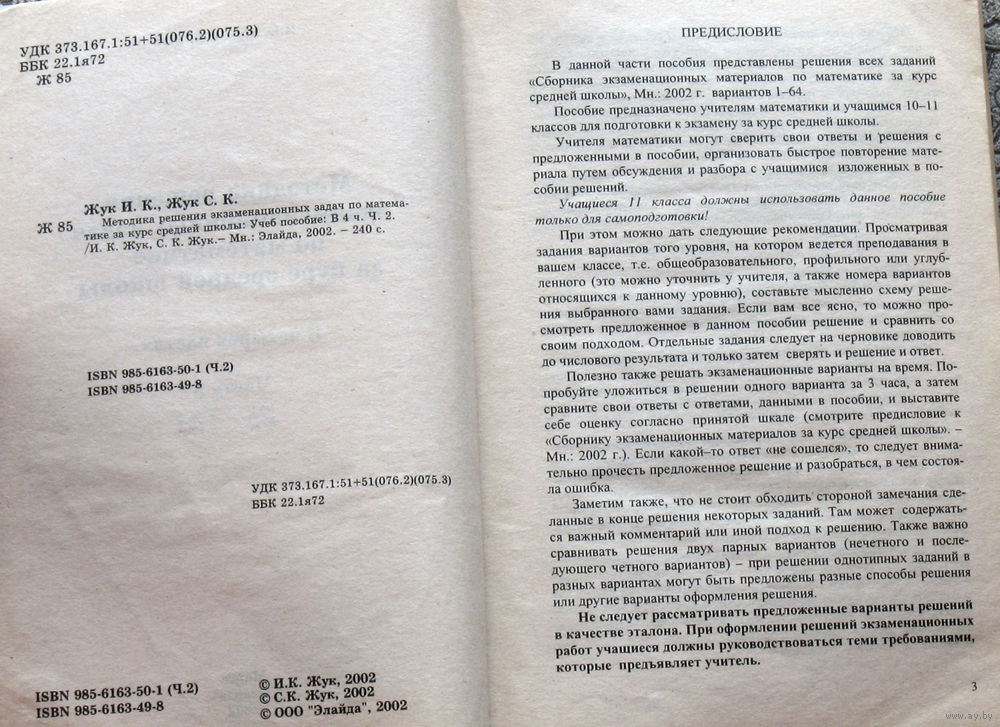 УДК 373.167.1:51+51(076.2)(075.3)
ББК 22.1я72
Ж 85
Жук И. К., Жук С. К.
Ж 85
Методика решения экзаменационных задач по матема-
тике за курс средней школы: Учеб пособие: В 4 ч. Ч. 2.
/И. К. Жук, С. К. Жук.– Мн.: Элайда, 2002. – 240 с.
ISBN 985-6163-50-1 (Ч.2)
ISBN 985-6163-49-8
УДК 373.167.1:51+51(076.2)(075.3)
ББК 22.1я72
ISBN 985-6163-50-1 (Ч.2)
ISBN 985-6163-49-8
© И.К. Жук, 2002
© С.К. Жук, 2002
© ООО "Элайда", 2002
ПРЕДИСЛОВИЕ
В данной части пособия представлены решения всех заданий
«Сборника экзаменационных материалов по математике за курс
средней школы», Мн.: 2002 г. вариантов 1–64.
Пособие предназначено учителям математики и учащимся 10–11
классов для подготовки к экзамену за курс средней школы.
Учителя математики могут сверить свои ответы и решения с
предложенными в пособии, организовать быстрое повторение мате-
риала путем обсуждения и разбора с учащимися изложенных в по-
собии решений.
Учащиеся 11 класса должны использовать данное пособие
только для самоподготовки!
При этом можно дать следующие рекомендации. Просматривая
задания вариантов того уровня, на котором ведется преподавания в
вашем классе, т.е. общеобразовательного, профильного или углуб-
ленного (это можно уточнить у учителя, а также номера вариантов
относящихся к данному уровню), составьте мысленно схему реше-
ния выбранного вами задания. Если вам все ясно, то можно про-
смотреть предложенное в данном пособии решение и сравнить со
своим подходом. Отдельные задания следует на черновике доводить
до числового результата и только затем сверять и решение и ответ.
Полезно также решать экзаменационные варианты на время. По-
пробуйте уложиться в решении одного варианта за 3 часа, а затем
сравните свои ответы с ответами, данными в пособии, и выставите
себе оценку согласно принятой шкале (смотрите предисловие к
«Сборнику экзаменационных материалов за курс средней школы». –
Мн.: 2002 г.). Если какой–то ответ «не сошелся», то следует внима-
тельно прочесть предложенное решение и разобраться, в чем состоя-
ла ошибка.
Заметим также, что не стоит обходить стороной замечания сде-
ланные в конце решения некоторых заданий. Там может содержать-
ся важный комментарий или иной подход к решению. Также важно
сравнивать решения двух парных вариантов (нечетного и после-
дующего четного вариантов) – при решении однотипных заданий в
разных вариантах могут быть предложены разные способы решения
или другие варианты оформления решения.
Не следует рассматривать предложенные варианты решений
в качестве эталона. При оформлении решений экзаменационных
работ учащиеся должны руководствоваться теми требованиями,
которые предъявляет учитель.
3
www.ay.by